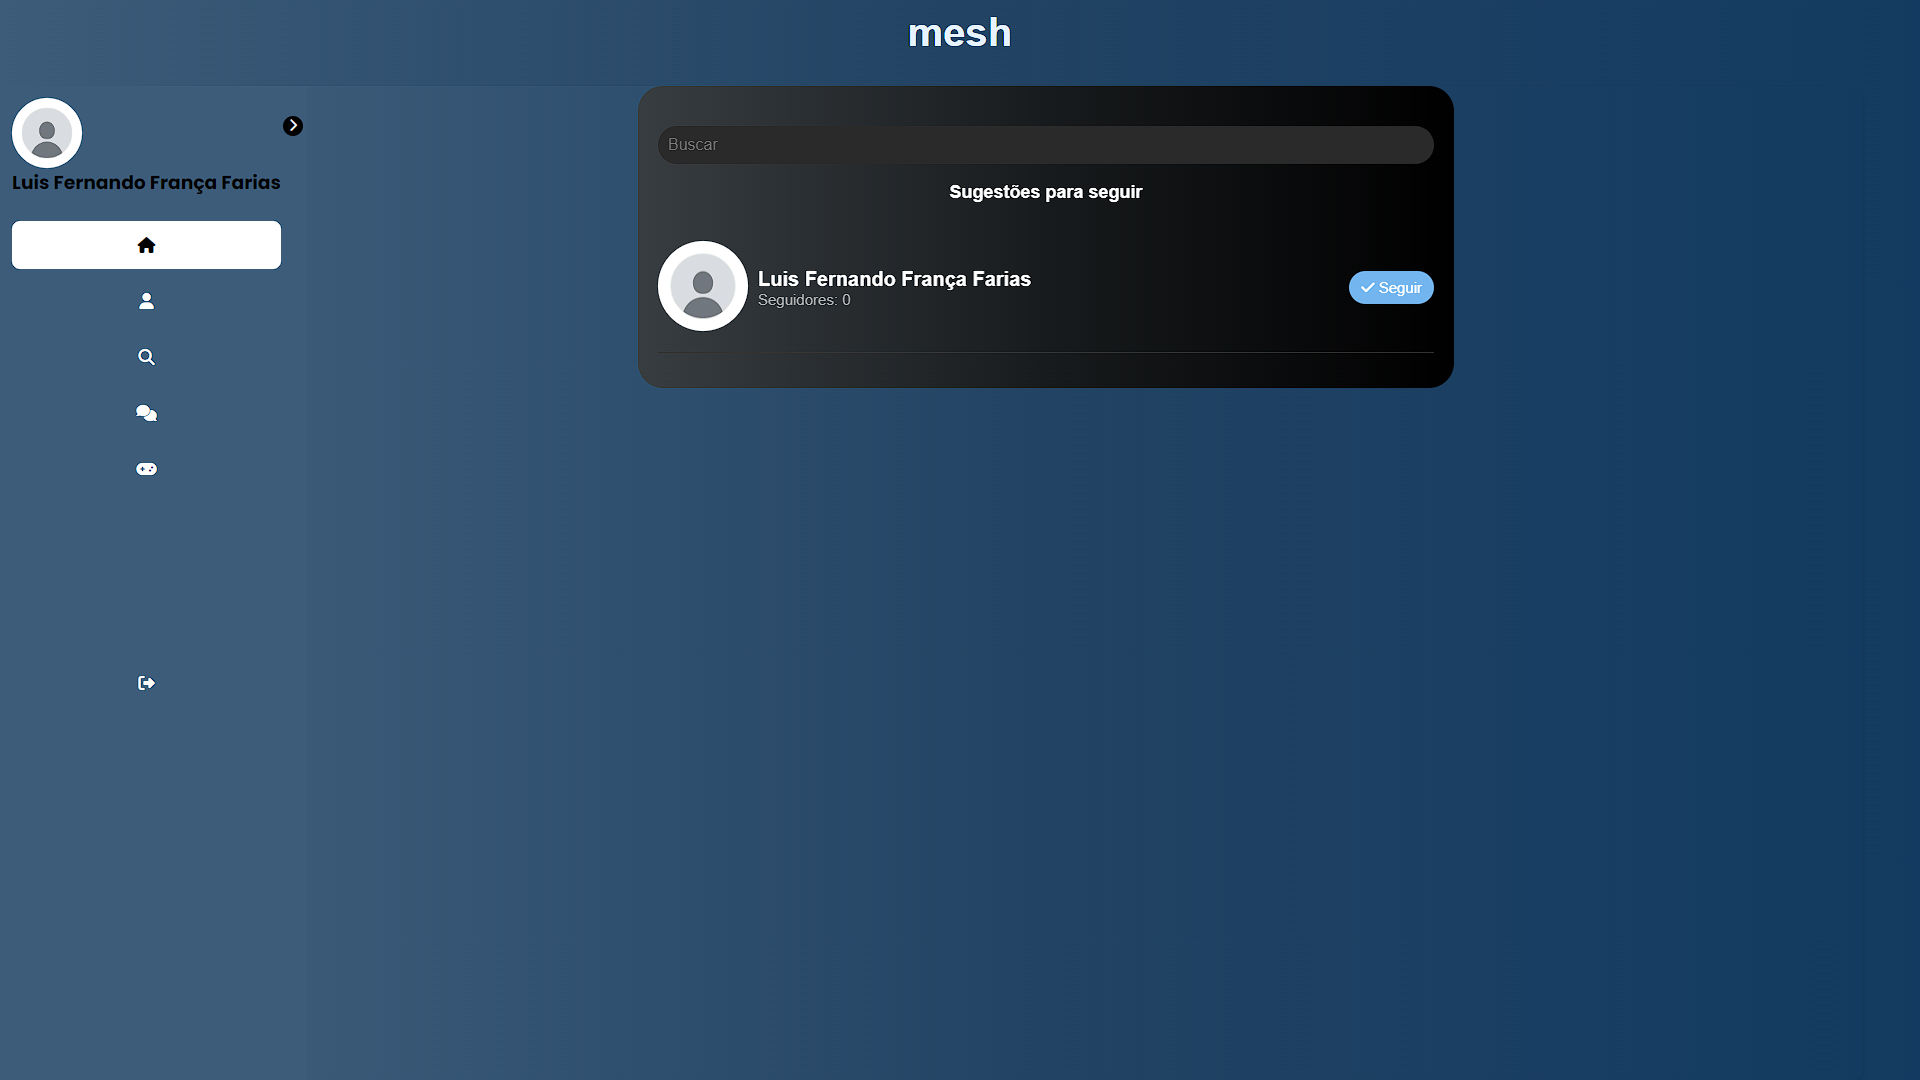 mesh
Luis Fernando França Farias
Buscar
Sugestões para seguir
Luis Fernando França Farias
Seguidores: 0
Seguir